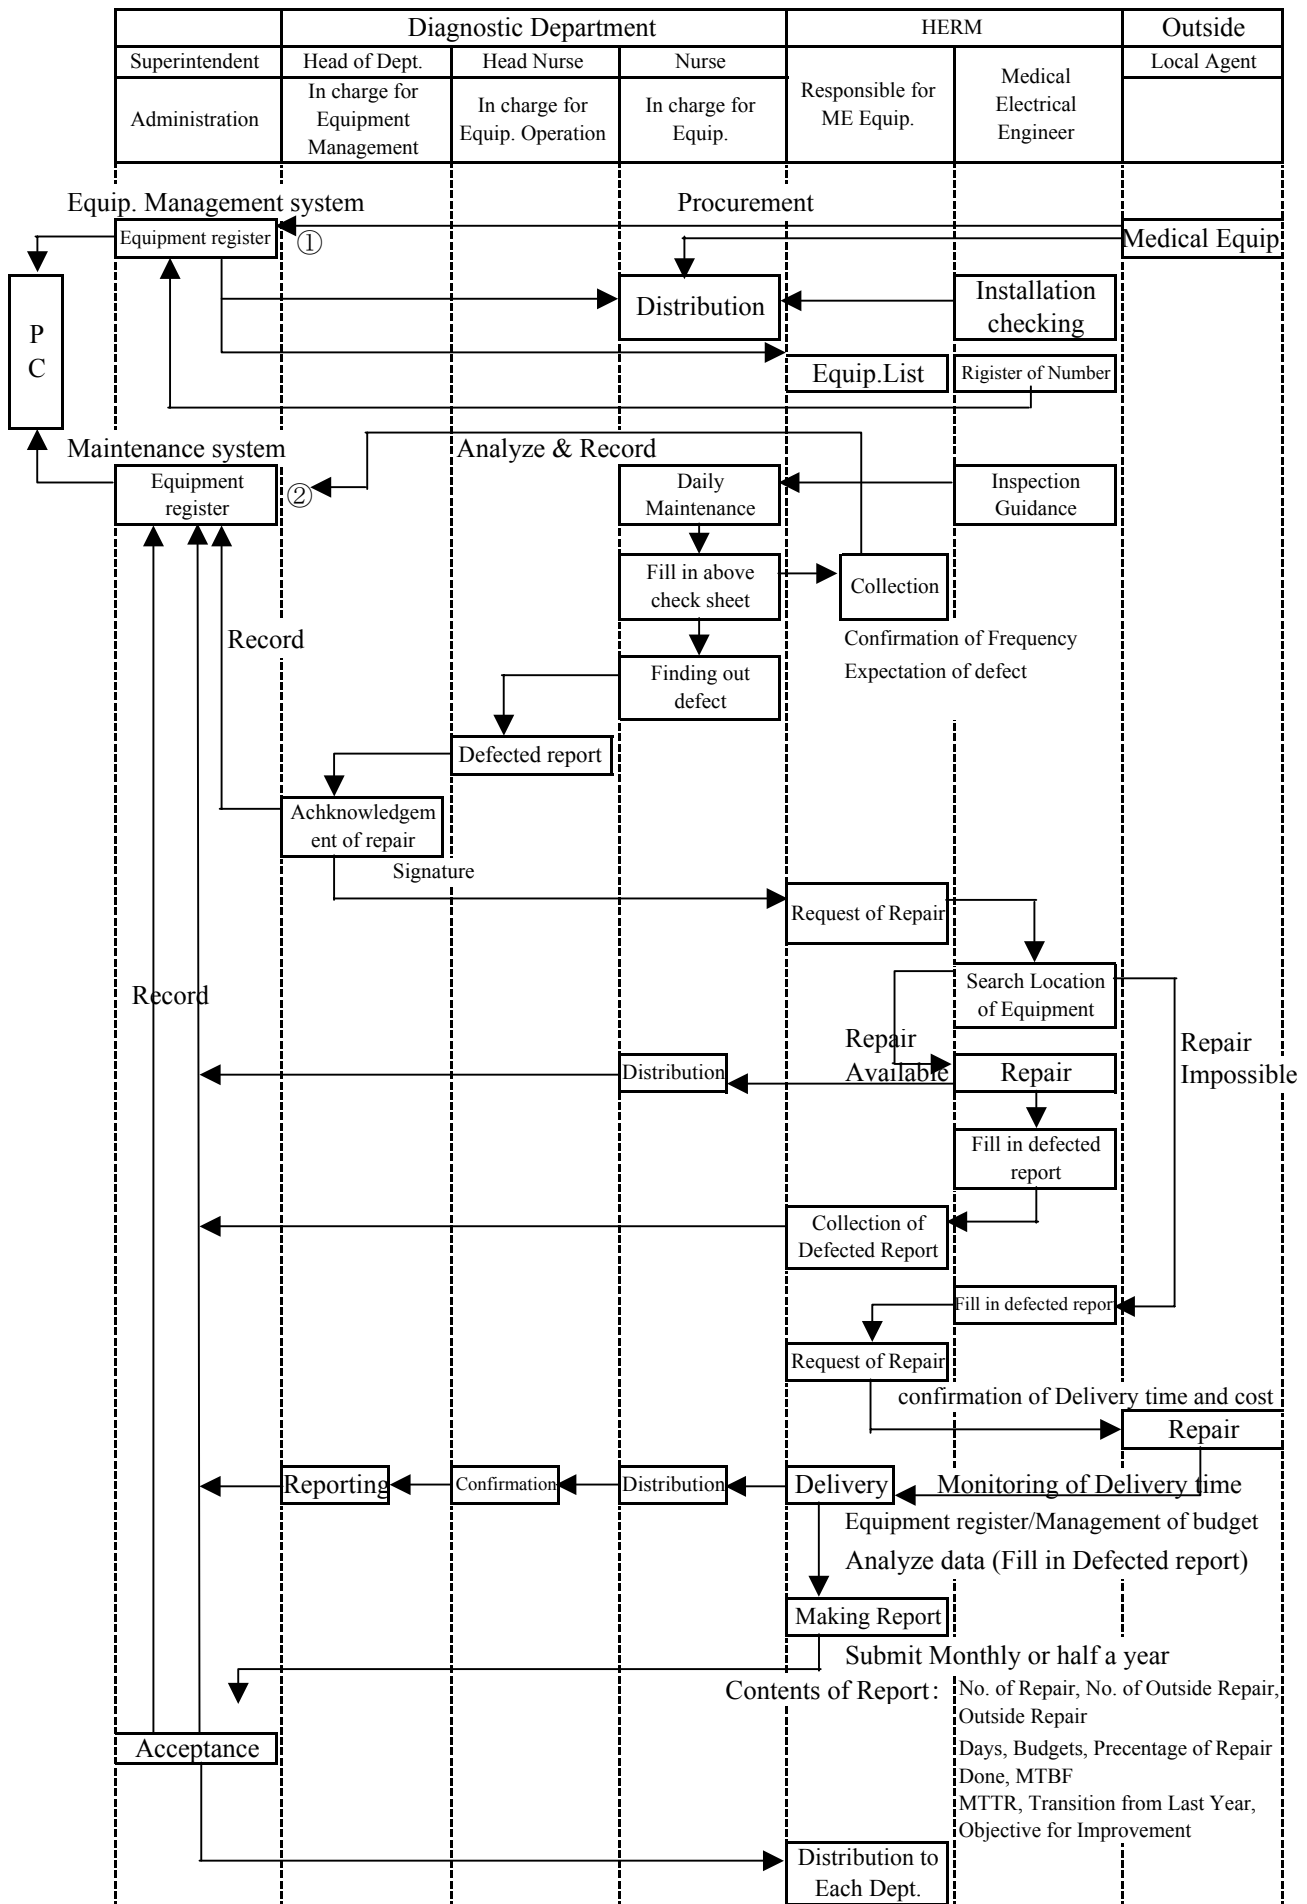 Diagnostic Department
HERM
Outside
Superintendent
Head of Dept.
Head Nurse
Nurse
Responsible for
ME Equip.
Medical
Electrical
Engineer
Local Agent
Administration
In charge for
Equipment
Management
In charge for
Equip. Operation
In charge for
Equip.
Equip. Management system
Procurement
Equipment register
①
Medical Equip
P
C
Distribution
Installation
checking
Equip.List
Rigister of Number
Maintenance system
Analyze & Record
Equipment
register
②
Daily
Maintenance
Inspection
Guidance
Fill in above
check sheet
Collection
Record
Confirmation of Frequency
Expectation of defect
Finding out
defect
Defected report
Achknowledgem
ent of repair
Signature
Request of Repair
Search Location
of Equipment
Record
Repair
Available
Repair
Impossible
Distribution
Repair
Fill in defected
report
Collection of
Defected Report
Fill in defected repor
Request of Repair
confirmation of Delivery time and cost
Repair
Reporting
Confirmation
Distribution
Delivery
Monitoring of Delivery time
Equipment register/Management of budget
Analyze data (Fill in Defected report)
Making Report
Submit Monthly or half a year
Contents of Report:
No. of Repair, No. of Outside Repair,
Outside Repair
Days, Budgets, Precentage of Repair
Done, MTBF
MTTR, Transition from Last Year,
Objective for Improvement
Acceptance
Distribution to
Each Dept.